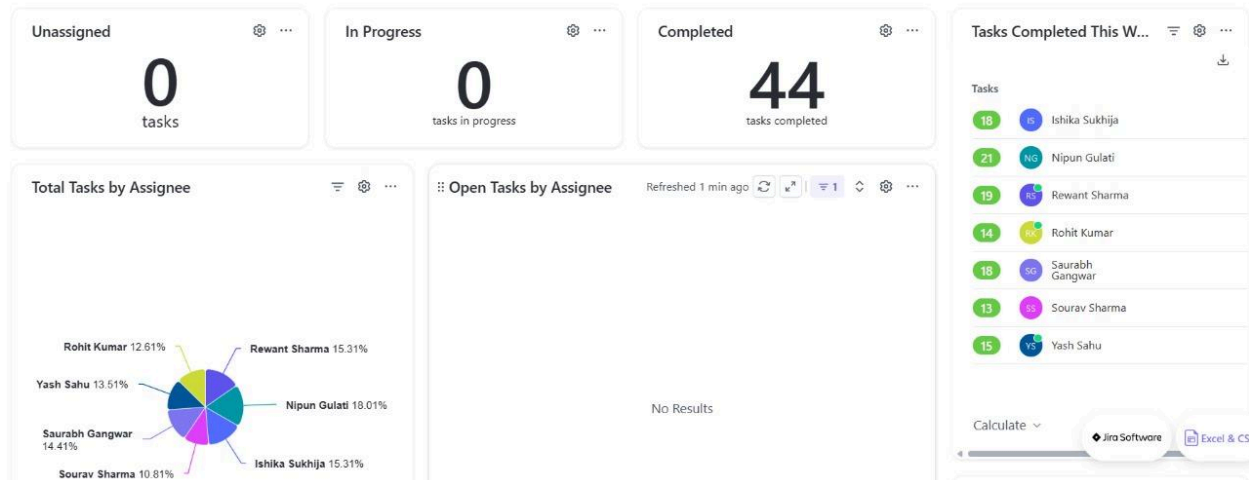 Unassigned
0
tasks
In Progress
0
tasks in progress
Completed
44
tasks completed
Tasks Completed This W...
Tasks
18 IS Ishika Sukhija
21 NG Nipun Gulati
19 RS Rewant Sharma
14 RK Rohit Kumar
18 SG Saurabh
Gangwar
13 SS Sourav Sharma
15 YS Yash Sahu
Calculate
Jira Software
Excel & CS
Total Tasks by Assignee
Rohit Kumar 12.61%
Rewant Sharma 15.31%
Yash Sahu 13.51%
Nipun Gulati 18.01%
Saurabh Gangwar
14.41%
Ishika Sukhija 15.31%
Sourav Sharma 10.81%
Open Tasks by Assignee
Refreshed 1 min ago
1
No Results